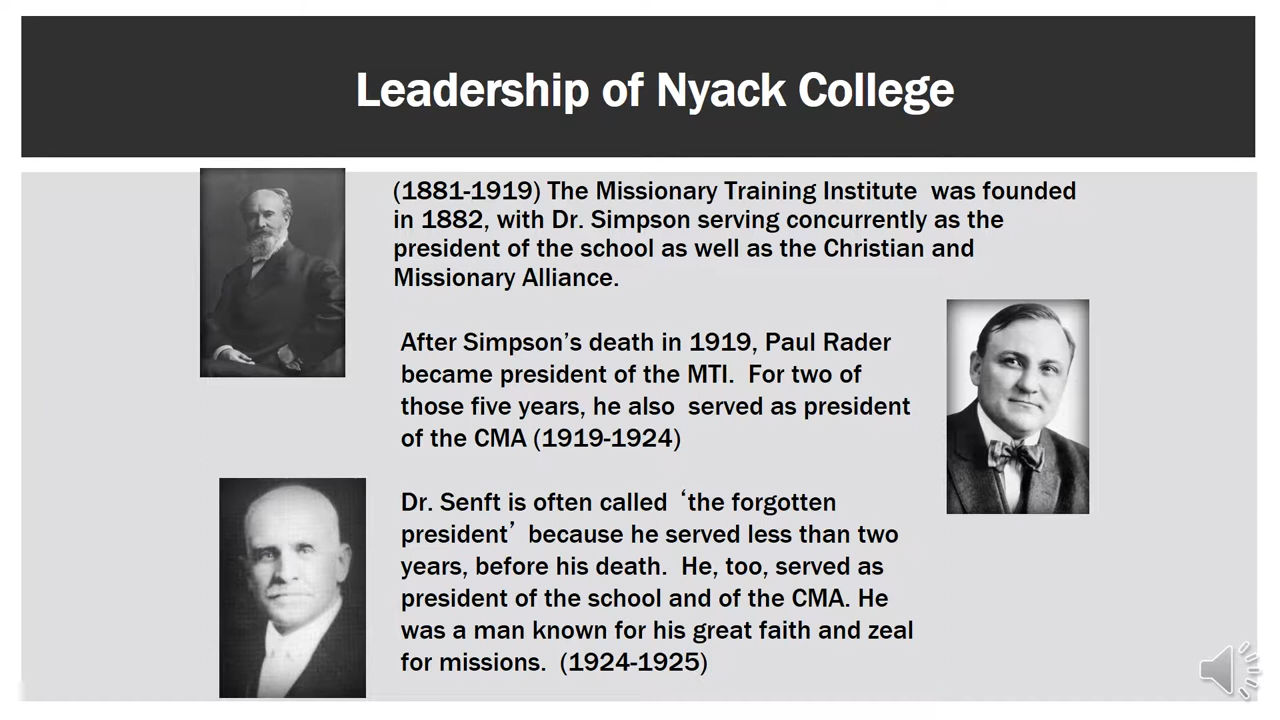 Leadership of Nyack College
(1881-1919) The Missionary Training Institute  was founded
in 1882, with Dr. Simpson serving concurrently as the
president of the school as well as the Christian and
Missionary Alliance.
After Simpson’s death in 1919, Paul Rader
became president of the MTI.  For two of
those five years, he also  served as president
of the CMA (1919-1924)
Dr. Senft is often called ‘the forgotten
president’ because he served less than two
years, before his death.  He, too, served as
president of the school and of the CMA. He
was a man known for his great faith and zeal
for missions.  (1924-1925)